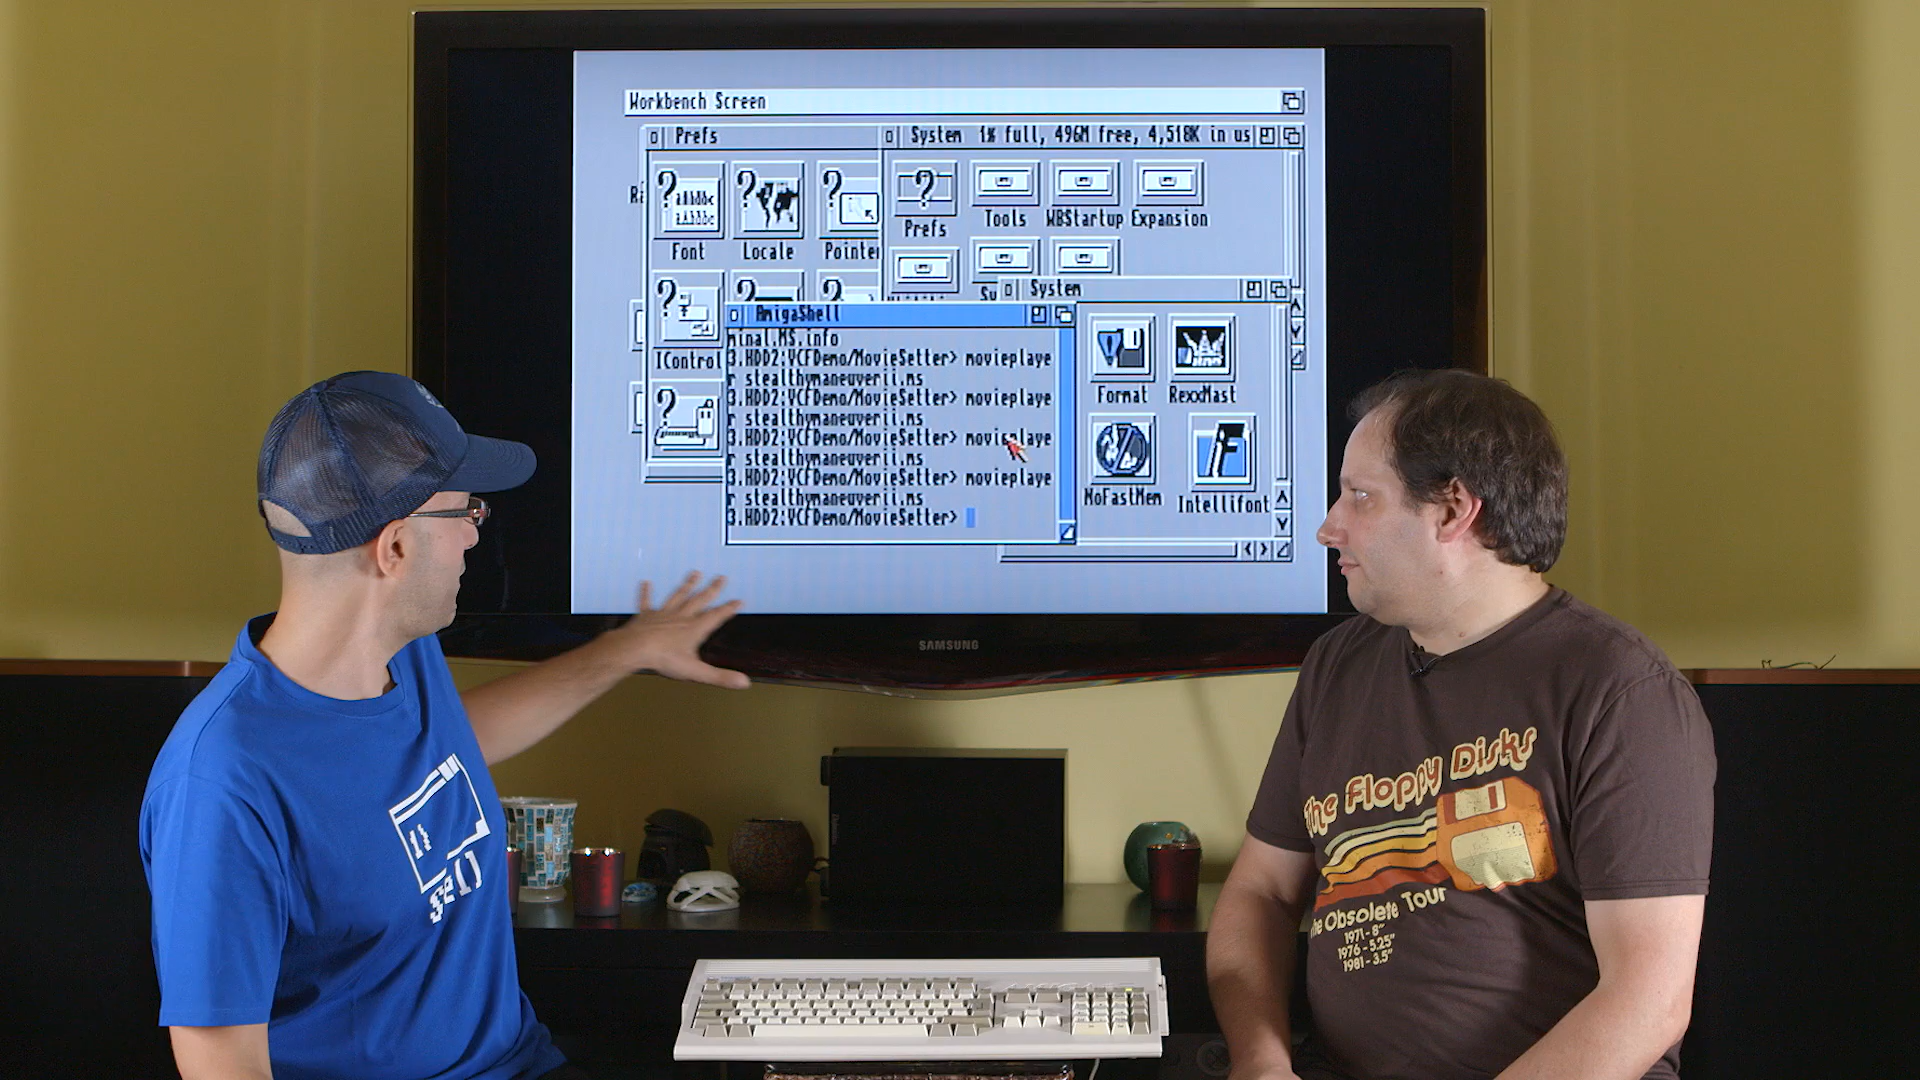 Workbench Screen
Prefs
System 1% full, 496M free, 4,518K in us
Font
Locale
Pointer
Prefs
Tools
WBStartup
Expansion
System
IControl
AmigaShell
minal.MS.info
3.HDD2:VCFDemo/MovieSetter> movieplaye
r stealthymaneuverii.ms
3.HDD2:VCFDemo/MovieSetter> movieplaye
r stealthymaneuverii.ms
3.HDD2:VCFDemo/MovieSetter> movieplaye
r stealthymaneuverii.ms
3.HDD2:VCFDemo/MovieSetter> movieplaye
r stealthymaneuverii.ms
3.HDD2:VCFDemo/MovieSetter>
Format
RexxMast
NoFastMem
Intellifont
SAMSUNG
The Floppy Disks
The Obsolete Tour
1971 - 8"
1976 - 5.25"
1981 - 3.5"